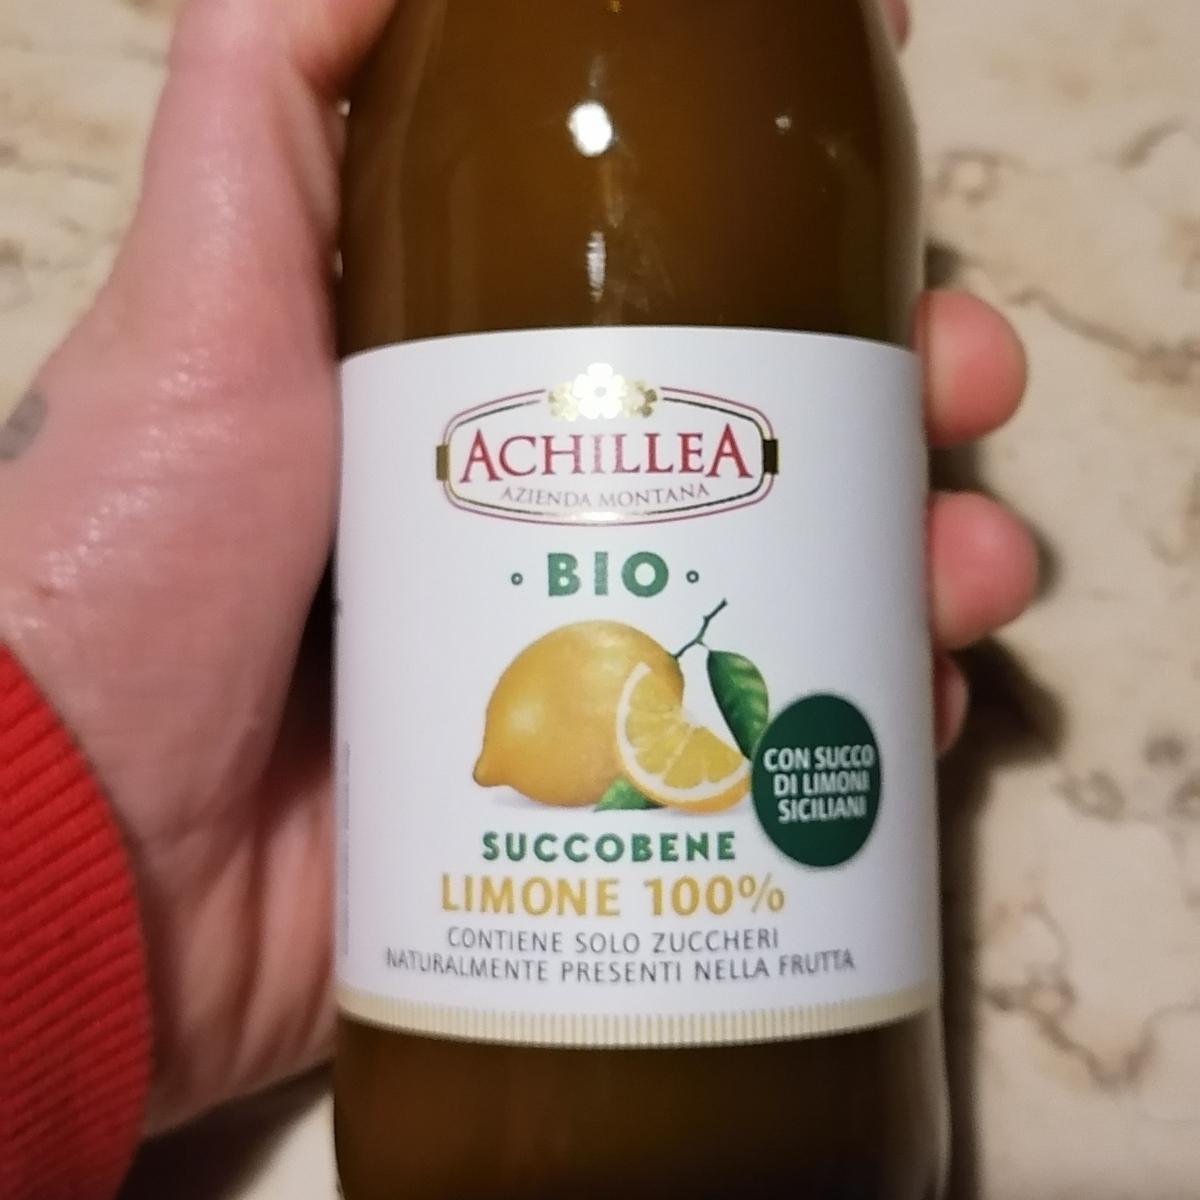 ACHILLEA
AZIENDA MONTANA
BIO
CON SUCCO
DI LIMONI
SICILIANI
SUCCOBENE
LIMONE 100%
CONTIENE SOLO ZUCCHERI
NATURALMENTE PRESENTI NELLA FRUTTA